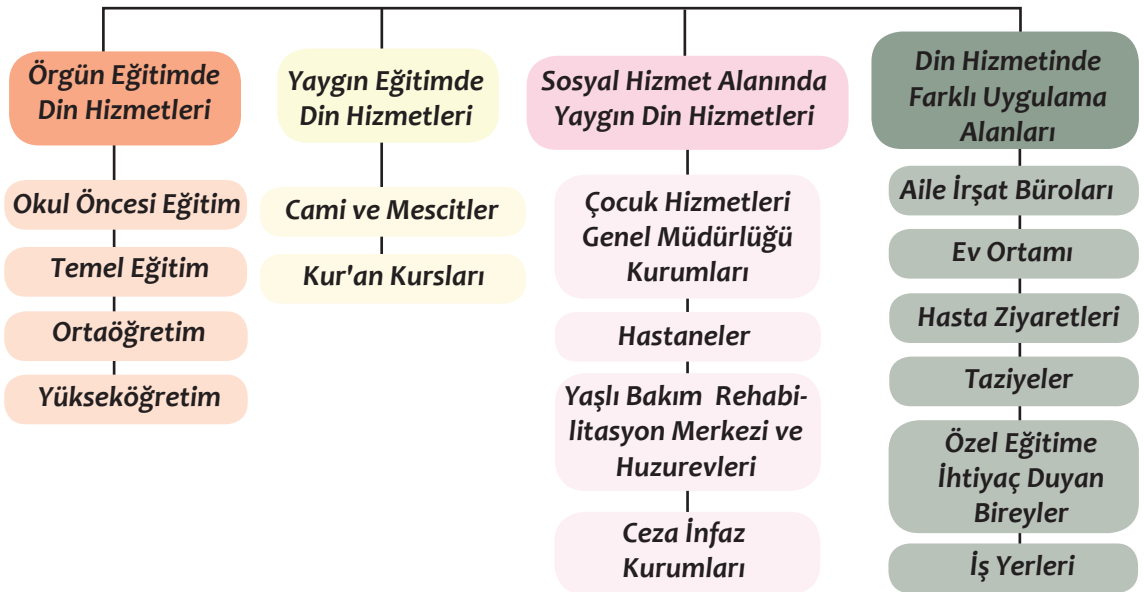 Örgün Eğitimde
Din Hizmetleri
Okul Öncesi Eğitim
Temel Eğitim
Ortaöğretim
Yükseköğretim
Yaygın Eğitimde
Din Hizmetleri
Cami ve Mescitler
Kur'an Kursları
Sosyal Hizmet Alanında
Yaygın Din Hizmetleri
Çocuk Hizmetleri
Genel Müdürlüğü
Kurumları
Hastaneler
Yaşlı Bakım Rehabi-
litasyon Merkezi ve
Huzurevleri
Ceza İnfaz
Kurumları
Din Hizmetinde
Farklı Uygulama
Alanları
Aile İrşat Büroları
Ev Ortamı
Hasta Ziyaretleri
Taziyeler
Özel Eğitime
İhtiyaç Duyan
Bireyler
İş Yerleri